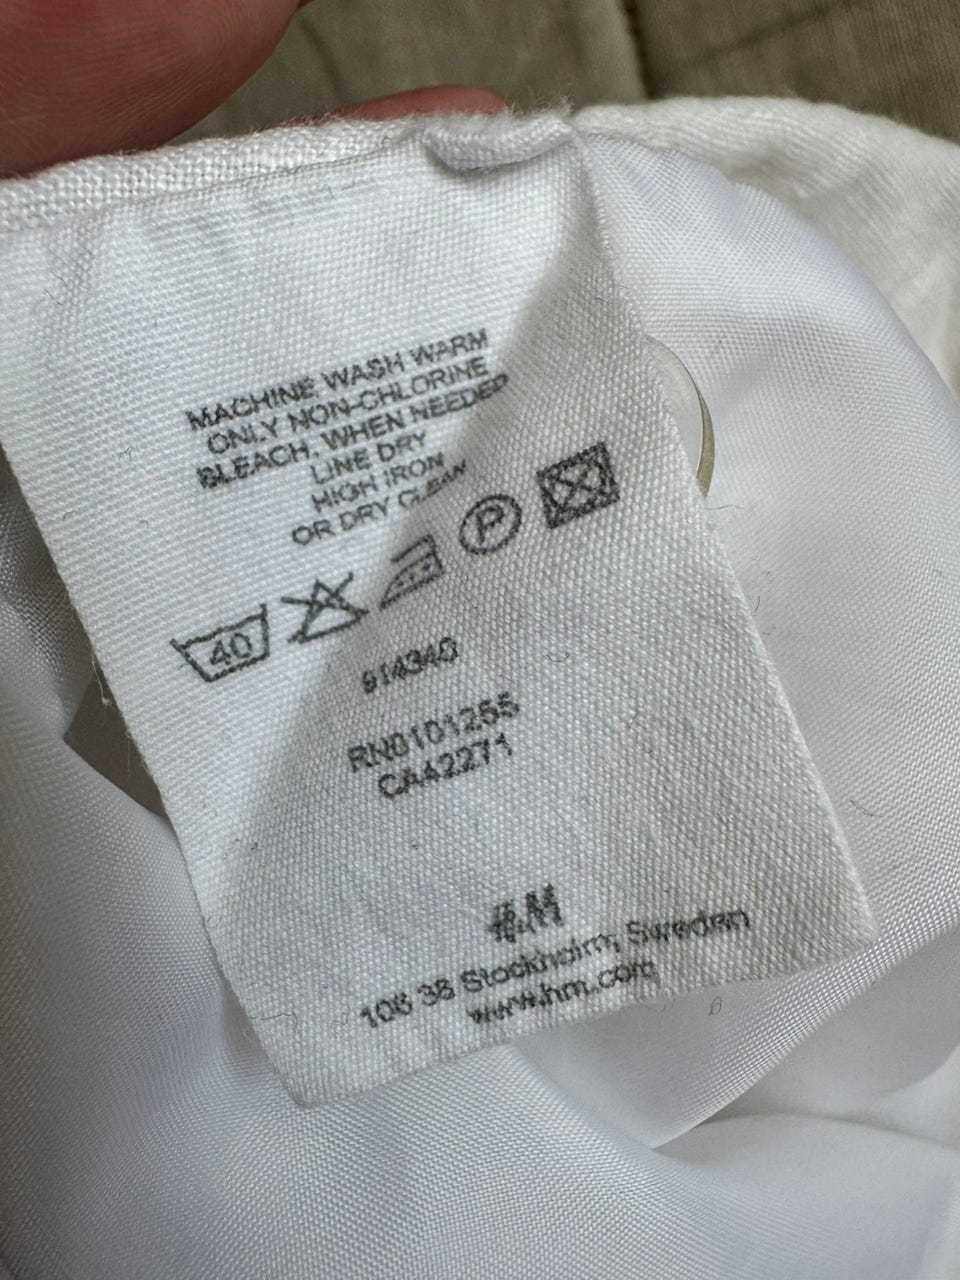 MACHINE WASH WARM
ONLY NON-CHLORINE
BLEACH, WHEN NEEDED
LINE DRY
HIGH IRON
OR DRY CLEAN
40 P
914340
RN0101255
CA42271
H&M
106 38 Stockholm, Sweden
www.hm.com